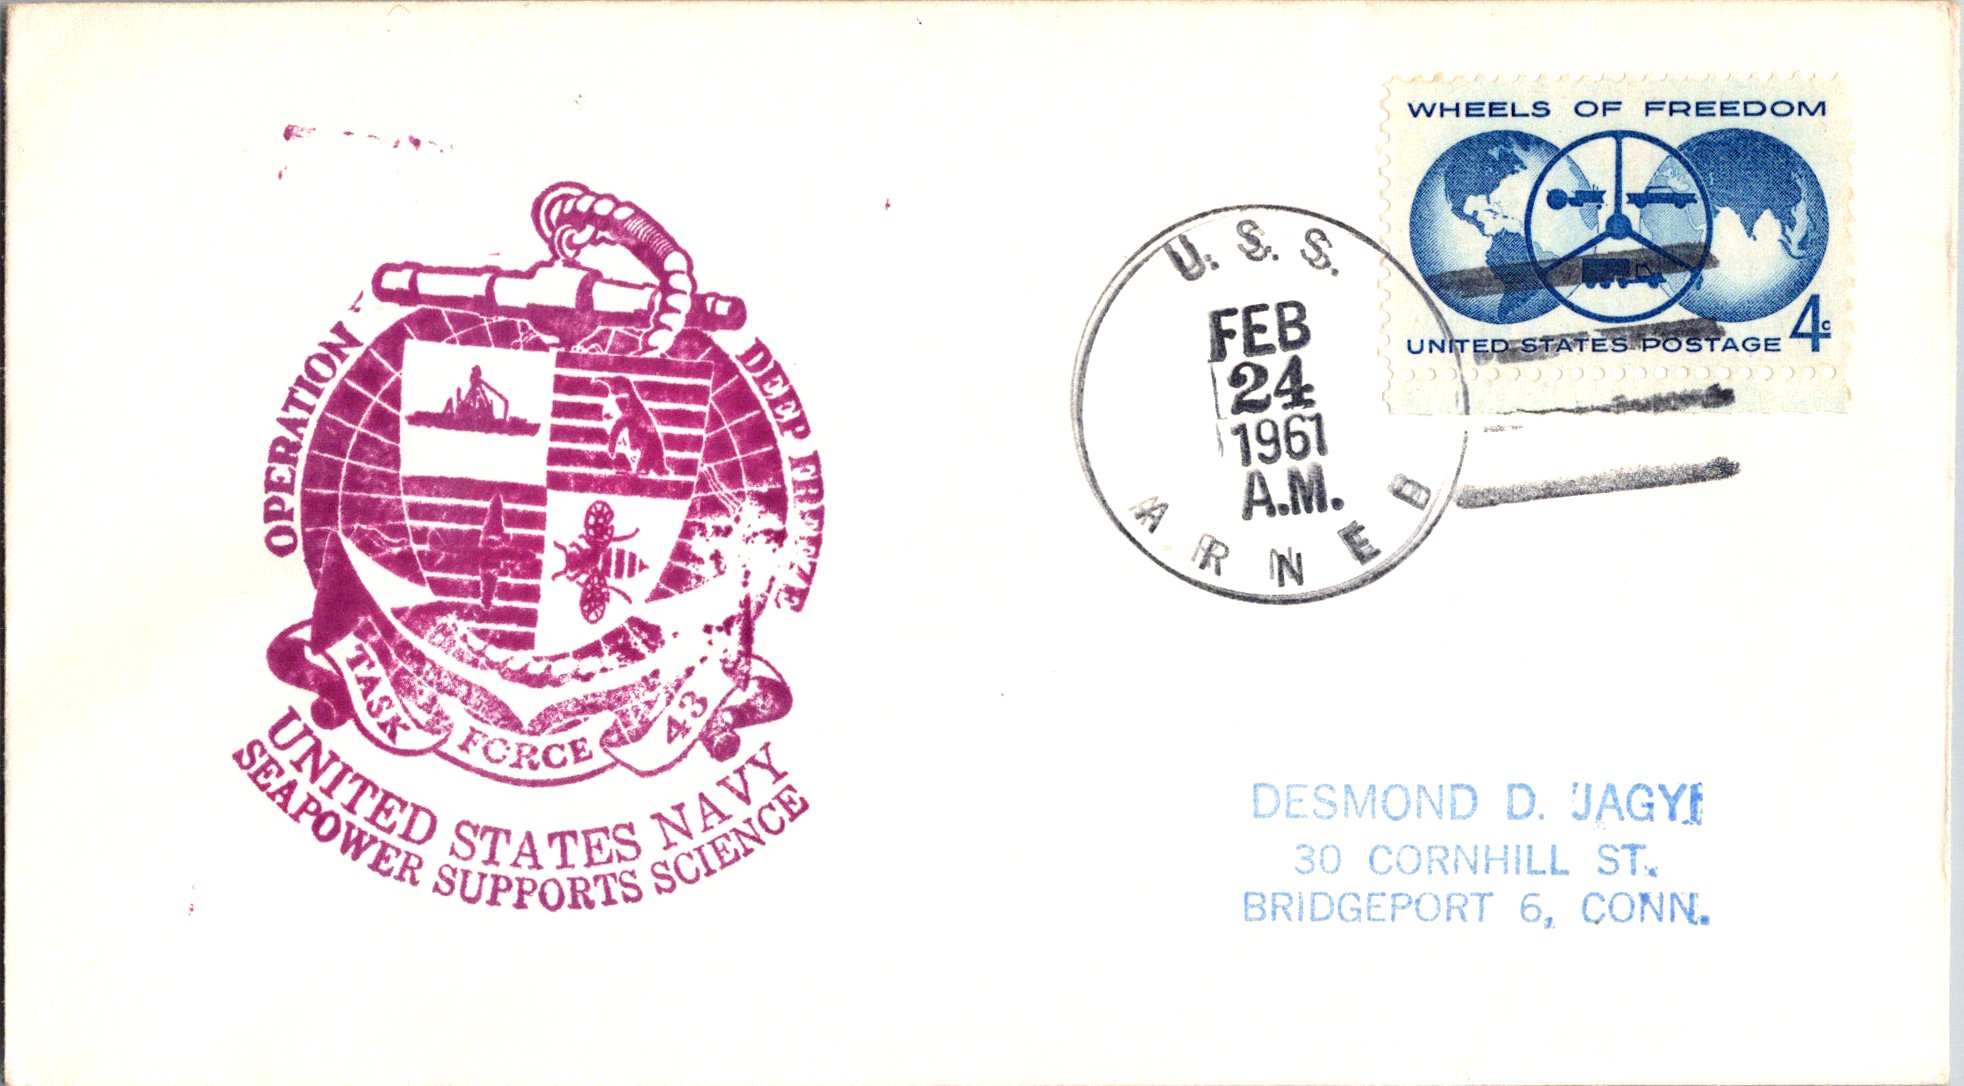 OPERATION DEEP FREEZE
TASK FORCE 43
UNITED STATES NAVY
SEAPOWER SUPPORTS SCIENCE
U.S.S. ARNEB
FEB
24
1961
A.M.
WHEELS OF FREEDOM
UNITED STATES POSTAGE 4c
DESMOND D.
30 CORNHILL ST.
BRIDGEPORT 6, CONN.